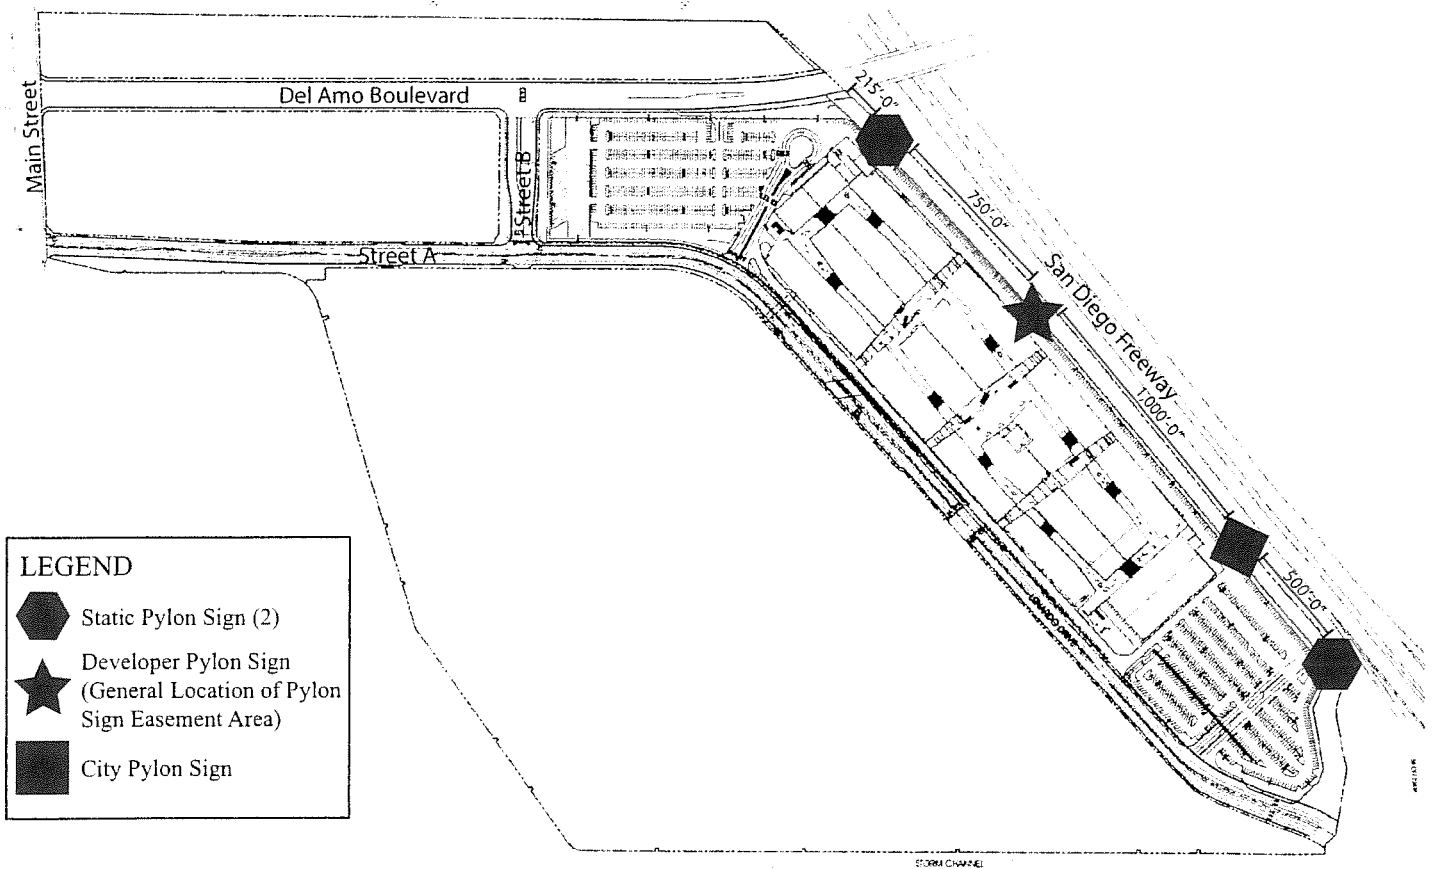 Main Street
Del Amo Boulevard
Street B
Street A
215'-0"
750'-0"
San Diego Freeway
1,000'-0"
500'-0"
LENARDO DRIVE
LEGEND
Static Pylon Sign (2)
Developer Pylon Sign
(General Location of Pylon
Sign Easement Area)
City Pylon Sign
STORM CHANNEL